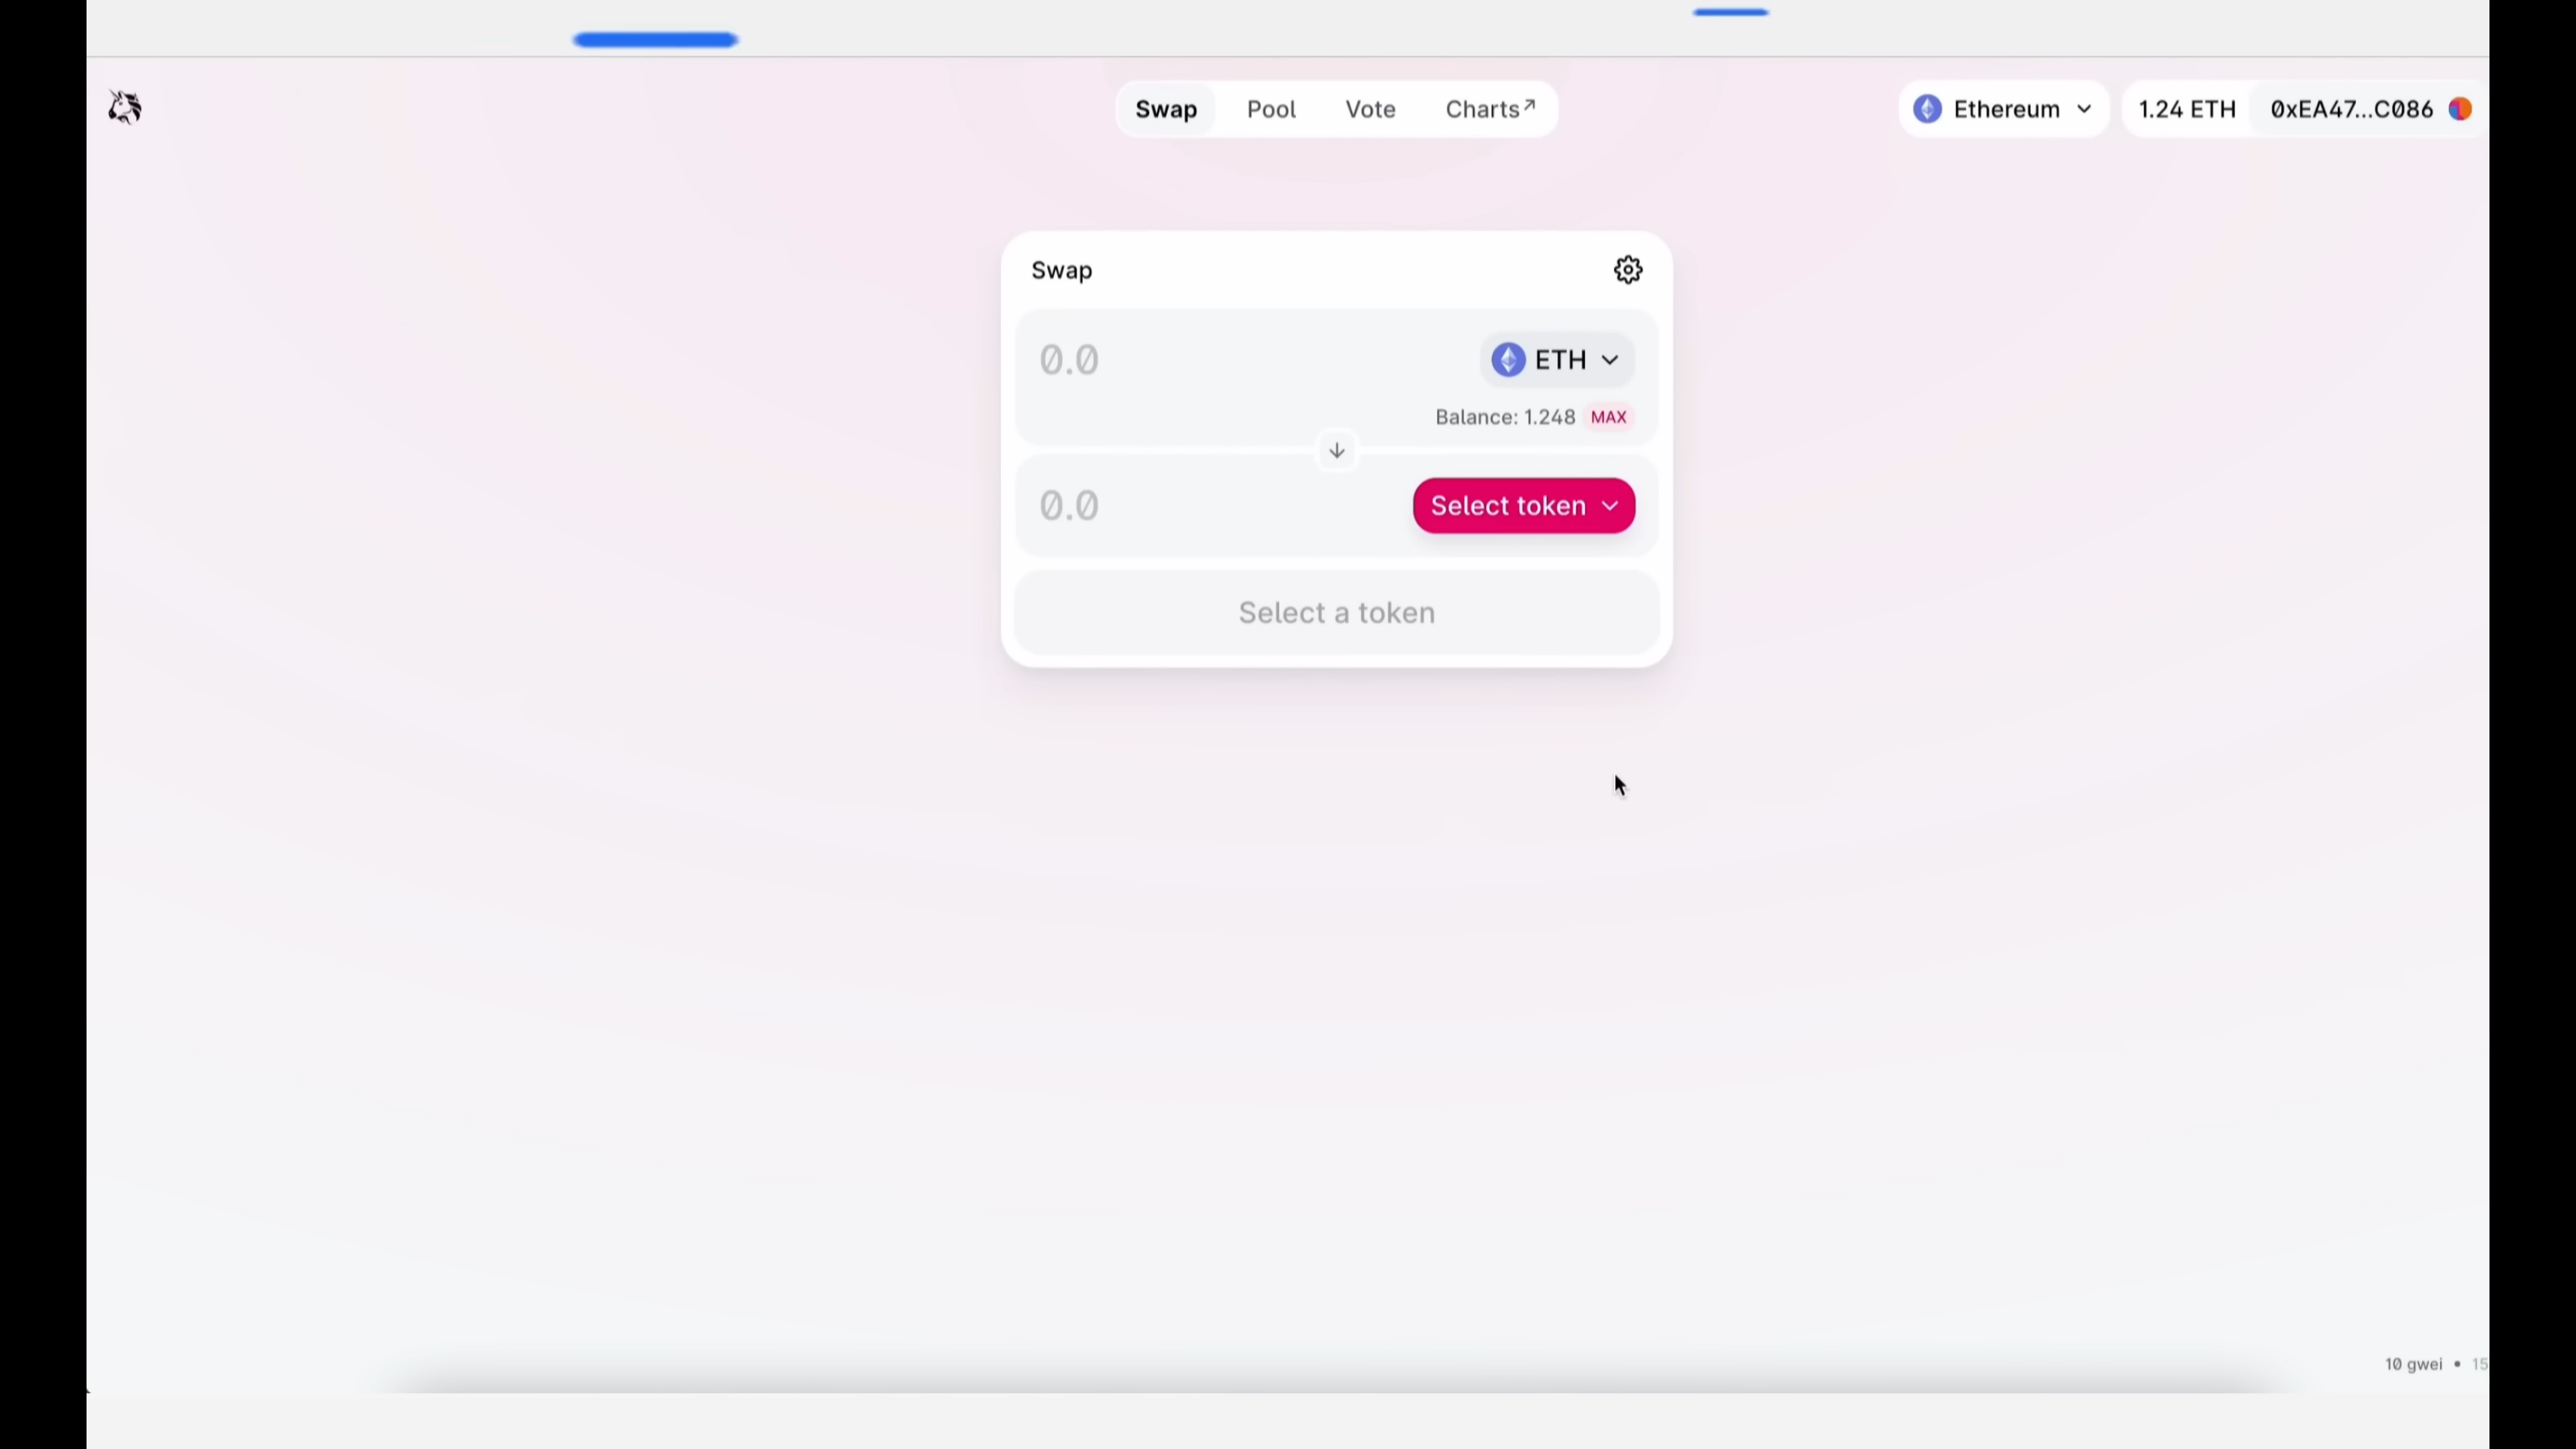 Swap Pool Vote Charts↗ Ethereum 1.24 ETH 0xEA47...C086
Swap
0.0 ETH
Balance: 1.248 MAX
0.0 Select token
Select a token
10 gwei • 15